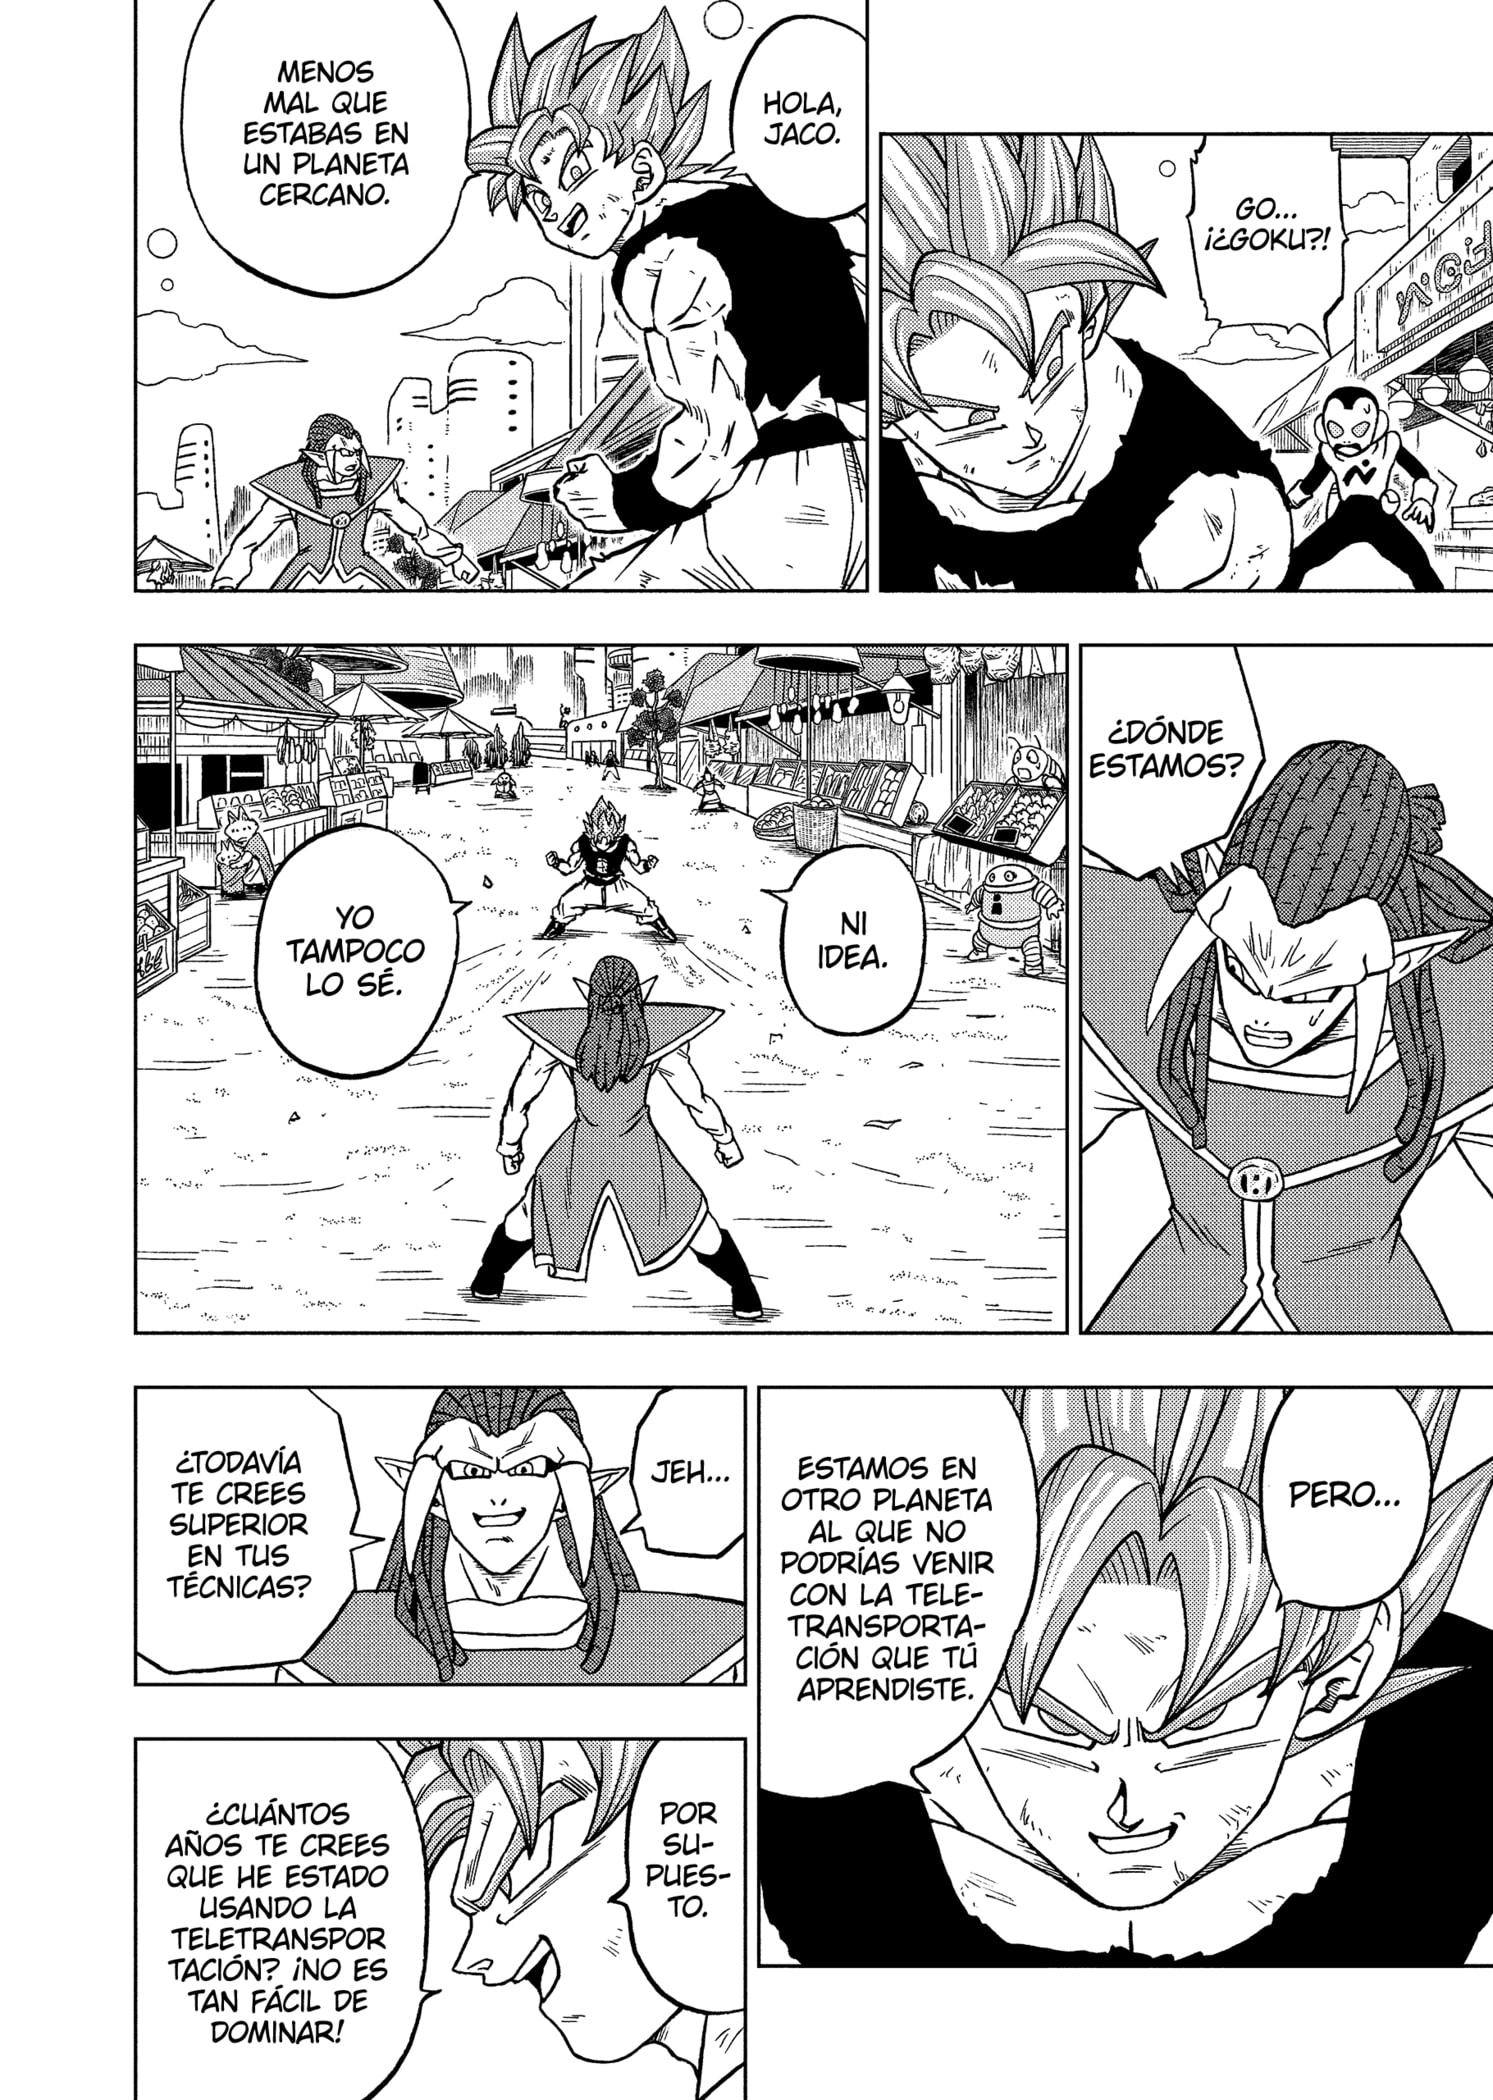 GO...
¡¿GOKU?!
HOLA,
JACO.
MENOS
MAL QUE
ESTABAS EN
UN PLANETA
CERCANO.
¿DÓNDE
ESTAMOS?
NI
IDEA.
YO
TAMPOCO
LO SÉ.
PERO...
ESTAMOS EN
OTRO PLANETA
AL QUE NO
PODRÍAS VENIR
CON LA TELE-
TRANSPORTA-
CIÓN QUE TÚ
APRENDISTE.
JEH...
¿TODAVÍA
TE CREES
SUPERIOR
EN TUS
TÉCNICAS?
POR
SU-
PUES-
TO.
¿CUÁNTOS
AÑOS TE CREES
QUE HE ESTADO
USANDO LA
TELETRANSPOR
TACIÓN? ¡NO ES
TAN FÁCIL DE
DOMINAR!